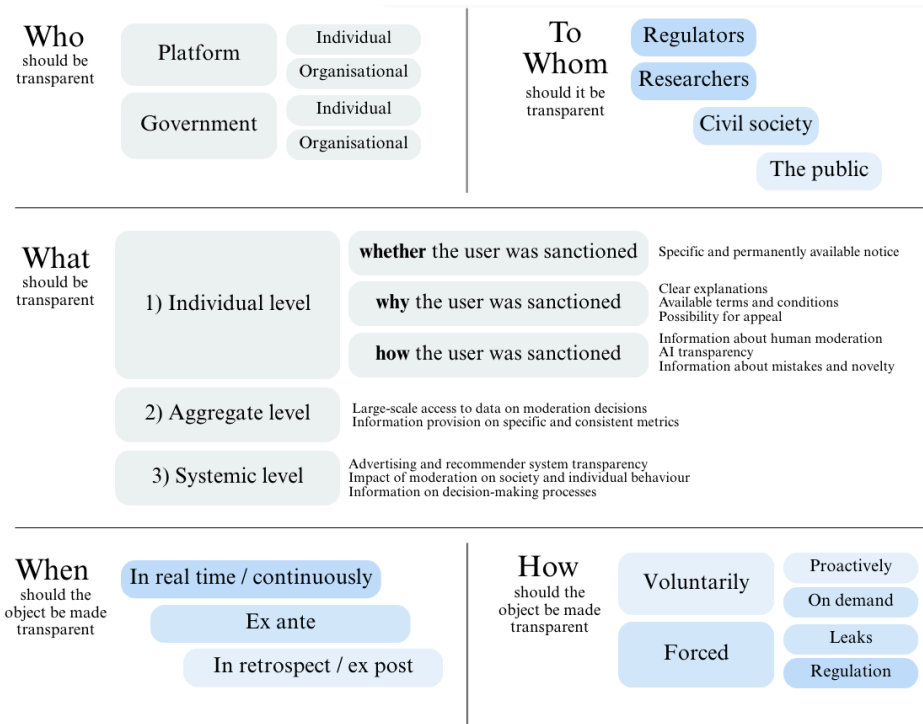 Who
should be
transparent
Platform
Individual
Organisational
Government
Individual
Organisational
To
Whom
should it be
transparent
Regulators
Researchers
Civil society
The public
What
should be
transparent
1) Individual level
whether the user was sanctioned
Specific and permanently available notice
why the user was sanctioned
Clear explanations
Available terms and conditions
Possibility for appeal
how the user was sanctioned
Information about human moderation
AI transparency
Information about mistakes and novelty
2) Aggregate level
Large-scale access to data on moderation decisions
Information provision on specific and consistent metrics
3) Systemic level
Advertising and recommender system transparency
Impact of moderation on society and individual behaviour
Information on decision-making processes
When
should the
object be made
transparent
In real time / continuously
Ex ante
In retrospect / ex post
How
should the
object be made
transparent
Voluntarily
Proactively
On demand
Forced
Leaks
Regulation